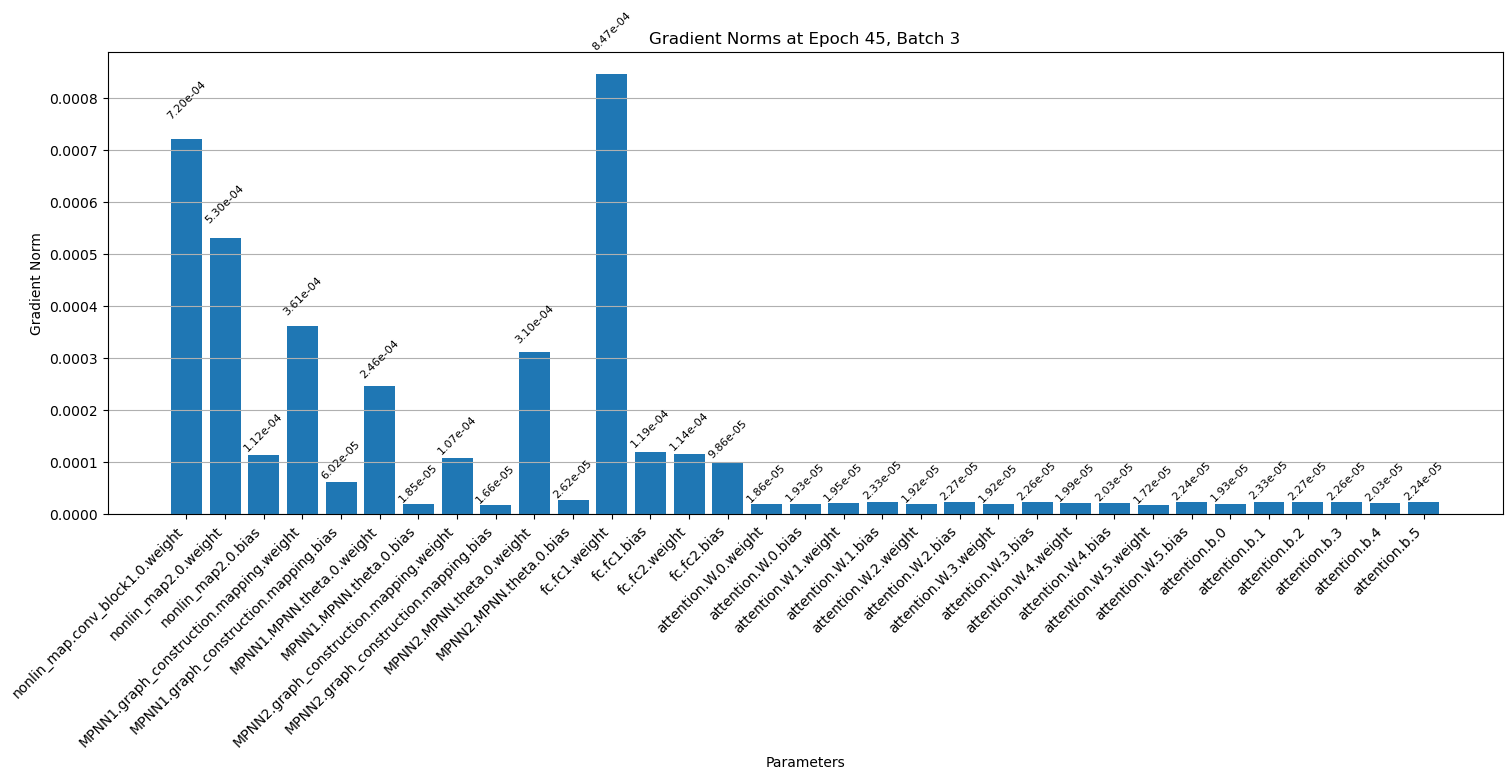 Gradient Norms at Epoch 45, Batch 3
Gradient Norm
0.0008
0.0007
0.0006
0.0005
0.0004
0.0003
0.0002
0.0001
0.0000
7.20e-04
5.30e-04
1.12e-04
3.61e-04
6.02e-05
2.46e-04
1.85e-05
1.07e-04
1.66e-05
3.10e-04
2.62e-05
8.47e-04
1.19e-04
1.14e-04
9.86e-05
1.86e-05
1.93e-05
1.95e-05
2.33e-05
1.92e-05
2.27e-05
1.92e-05
2.26e-05
1.99e-05
2.03e-05
1.72e-05
2.24e-05
1.93e-05
2.33e-05
2.27e-05
2.26e-05
2.03e-05
2.24e-05
nonlin_map.conv_block1.0.weight
nonlin_map2.0.weight
nonlin_map2.0.bias
MPNN1.graph_construction.mapping.weight
MPNN1.graph_construction.mapping.bias
MPNN1.MPNN.theta.0.weight
MPNN1.MPNN.theta.0.bias
MPNN2.graph_construction.mapping.weight
MPNN2.graph_construction.mapping.bias
MPNN2.MPNN.theta.0.weight
MPNN2.MPNN.theta.0.bias
fc.fc1.weight
fc.fc1.bias
fc.fc2.weight
fc.fc2.bias
attention.W.0.weight
attention.W.0.bias
attention.W.1.weight
attention.W.1.bias
attention.W.2.weight
attention.W.2.bias
attention.W.3.weight
attention.W.3.bias
attention.W.4.weight
attention.W.4.bias
attention.W.5.weight
attention.W.5.bias
attention.b.0
attention.b.1
attention.b.2
attention.b.3
attention.b.4
attention.b.5
Parameters